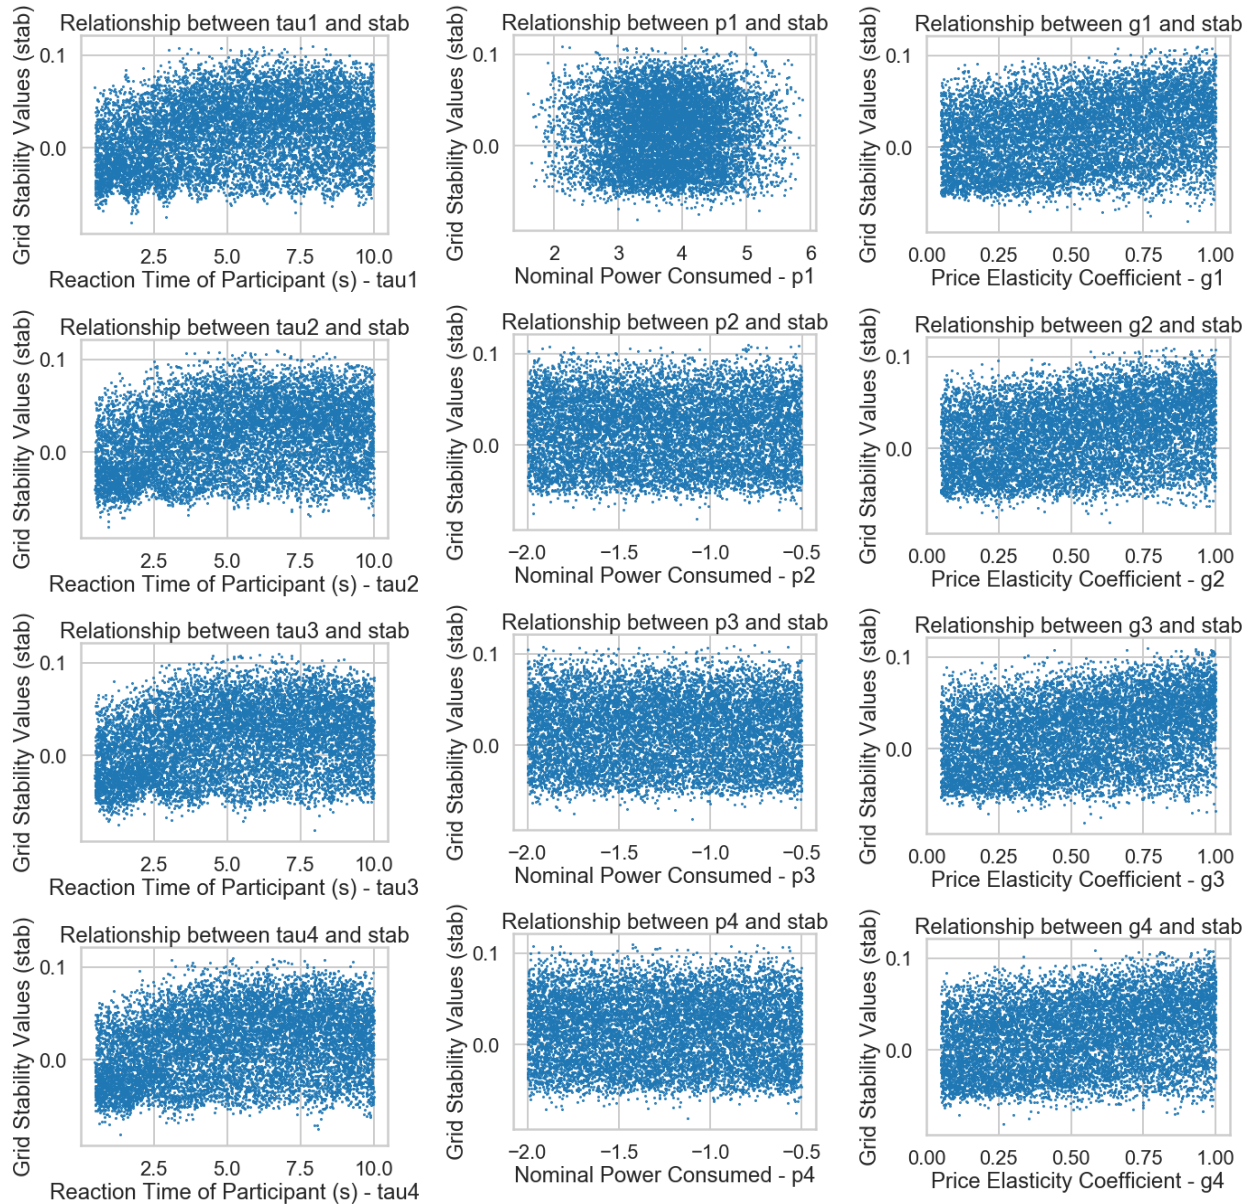 Relationship between tau1 and stab
Grid Stability Values (stab)
0.1
0.0
2.5 5.0 7.5 10.0
Reaction Time of Participant (s) - tau1
Relationship between p1 and stab
Grid Stability Values (stab)
0.1
0.0
2 3 4 5 6
Nominal Power Consumed - p1
Relationship between g1 and stab
Grid Stability Values (stab)
0.1
0.0
0.00 0.25 0.50 0.75 1.00
Price Elasticity Coefficient - g1
Relationship between tau2 and stab
Grid Stability Values (stab)
0.1
0.0
2.5 5.0 7.5 10.0
Reaction Time of Participant (s) - tau2
Relationship between p2 and stab
Grid Stability Values (stab)
0.1
0.0
−2.0 −1.5 −1.0 −0.5
Nominal Power Consumed - p2
Relationship between g2 and stab
Grid Stability Values (stab)
0.1
0.0
0.00 0.25 0.50 0.75 1.00
Price Elasticity Coefficient - g2
Relationship between tau3 and stab
Grid Stability Values (stab)
0.1
0.0
2.5 5.0 7.5 10.0
Reaction Time of Participant (s) - tau3
Relationship between p3 and stab
Grid Stability Values (stab)
0.1
0.0
−2.0 −1.5 −1.0 −0.5
Nominal Power Consumed - p3
Relationship between g3 and stab
Grid Stability Values (stab)
0.1
0.0
0.00 0.25 0.50 0.75 1.00
Price Elasticity Coefficient - g3
Relationship between tau4 and stab
Grid Stability Values (stab)
0.1
0.0
2.5 5.0 7.5 10.0
Reaction Time of Participant (s) - tau4
Relationship between p4 and stab
Grid Stability Values (stab)
0.1
0.0
−2.0 −1.5 −1.0 −0.5
Nominal Power Consumed - p4
Relationship between g4 and stab
Grid Stability Values (stab)
0.1
0.0
0.00 0.25 0.50 0.75 1.00
Price Elasticity Coefficient - g4